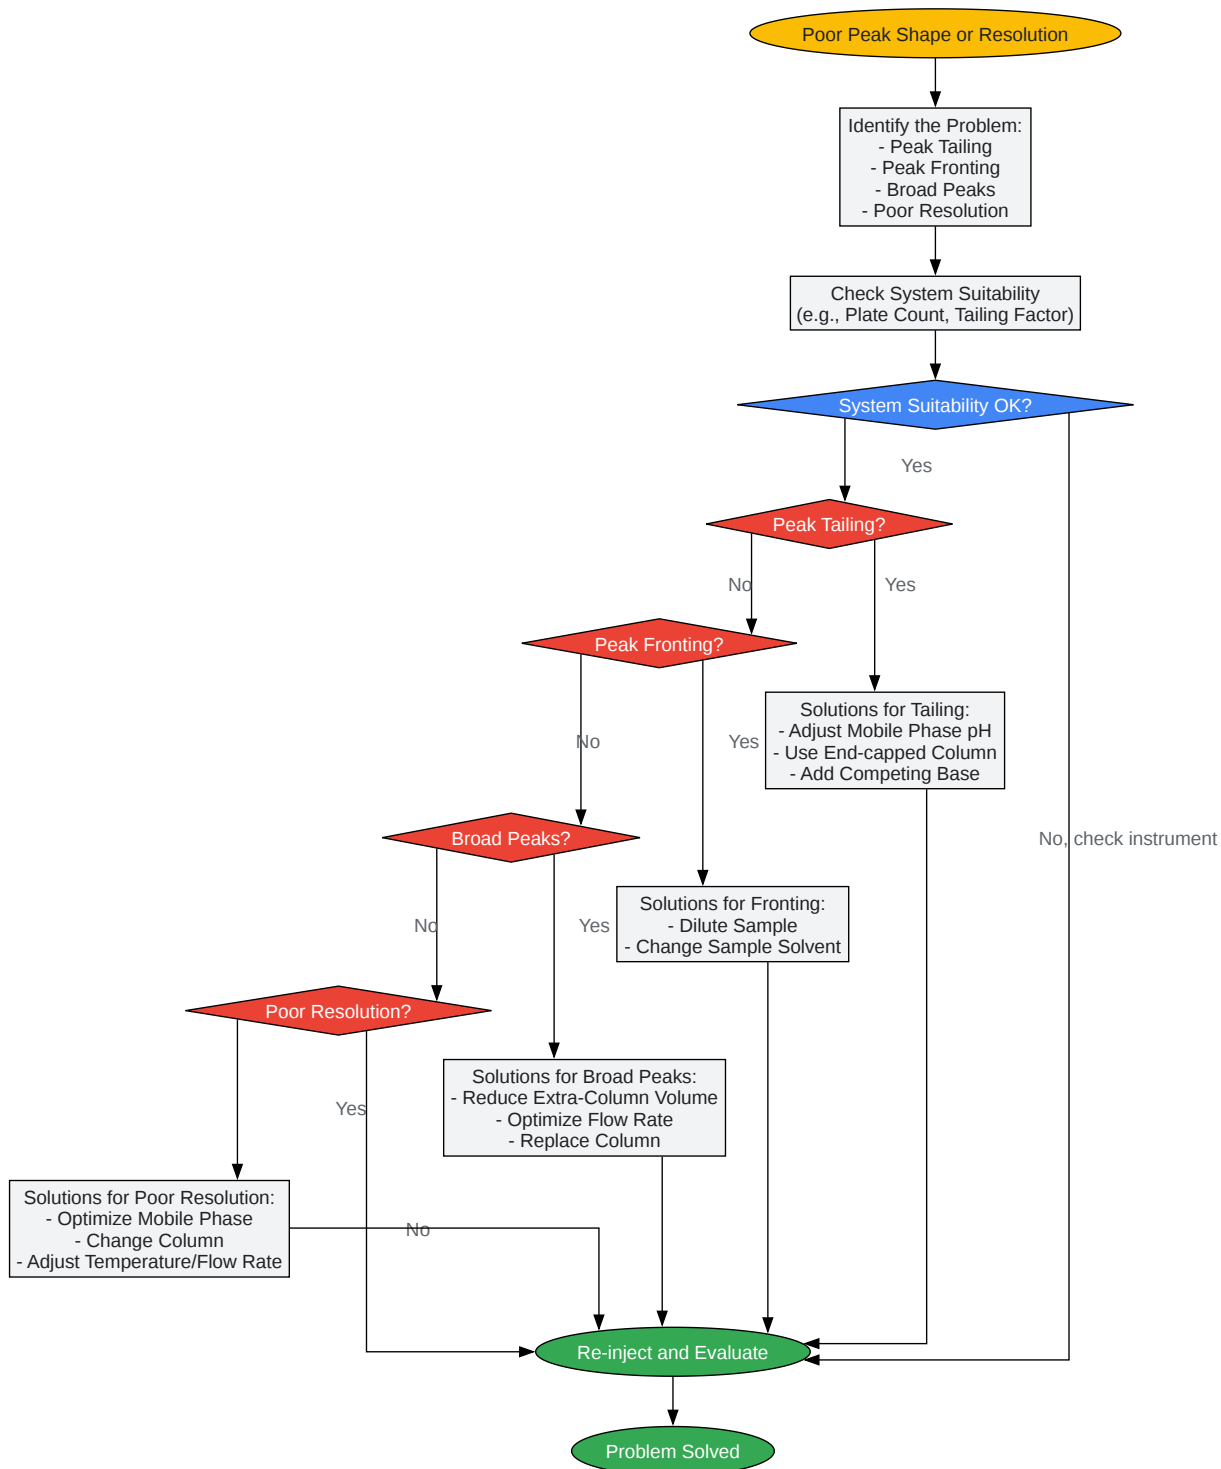 Poor Peak Shape or Resolution
Identify the Problem:
- Peak Tailing
- Peak Fronting
- Broad Peaks
- Poor Resolution
Check System Suitability
(e.g., Plate Count, Tailing Factor)
System Suitability OK?
Yes
Peak Tailing?
No
Yes
Peak Fronting?
Solutions for Tailing:
- Adjust Mobile Phase pH
- Use End-capped Column
- Add Competing Base
No
Yes
Broad Peaks?
No, check instrument
Solutions for Fronting:
- Dilute Sample
- Change Sample Solvent
No
Yes
Poor Resolution?
Solutions for Broad Peaks:
- Reduce Extra-Column Volume
- Optimize Flow Rate
- Replace Column
Yes
Solutions for Poor Resolution:
- Optimize Mobile Phase
- Change Column
- Adjust Temperature/Flow Rate
No
Re-inject and Evaluate
Problem Solved